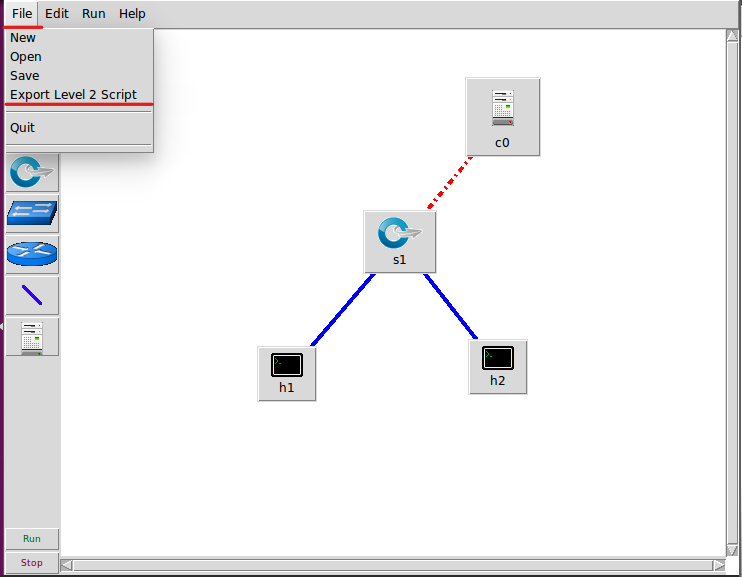 File Edit Run Help
New
Open
Save
Export Level 2 Script
Quit
c0
s1
h1
h2
Run
Stop